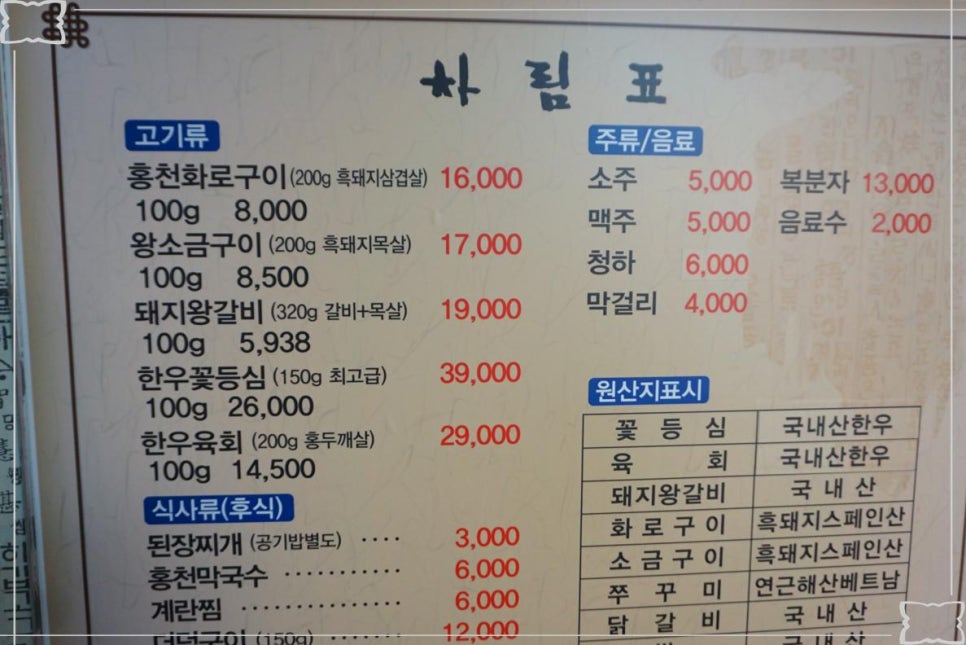 차림표
고기류
홍천화로구이(200g 흑돼지삼겹살) 16,000
100g 8,000
왕소금구이(200g 흑돼지목살) 17,000
100g 8,500
돼지왕갈비(320g 갈비+목살) 19,000
100g 5,938
한우꽃등심(150g 최고급) 39,000
100g 26,000
한우육회(200g 홍두깨살) 29,000
100g 14,500
식사류(후식)
된장찌개(공기밥별도) ···· 3,000
홍천막국수 ·········· 6,000
계란찜 ·············· 6,000
더덕구이(150g) ······· 12,000
주류/음료
소주 5,000 복분자 13,000
맥주 5,000 음료수 2,000
청하 6,000
막걸리 4,000
원산지표시
꽃등심 국내산한우
육회 국내산한우
돼지왕갈비 국내산
화로구이 흑돼지스페인산
소금구이 흑돼지스페인산
쭈꾸미 연근해산베트남
닭갈비 국내산
국내산